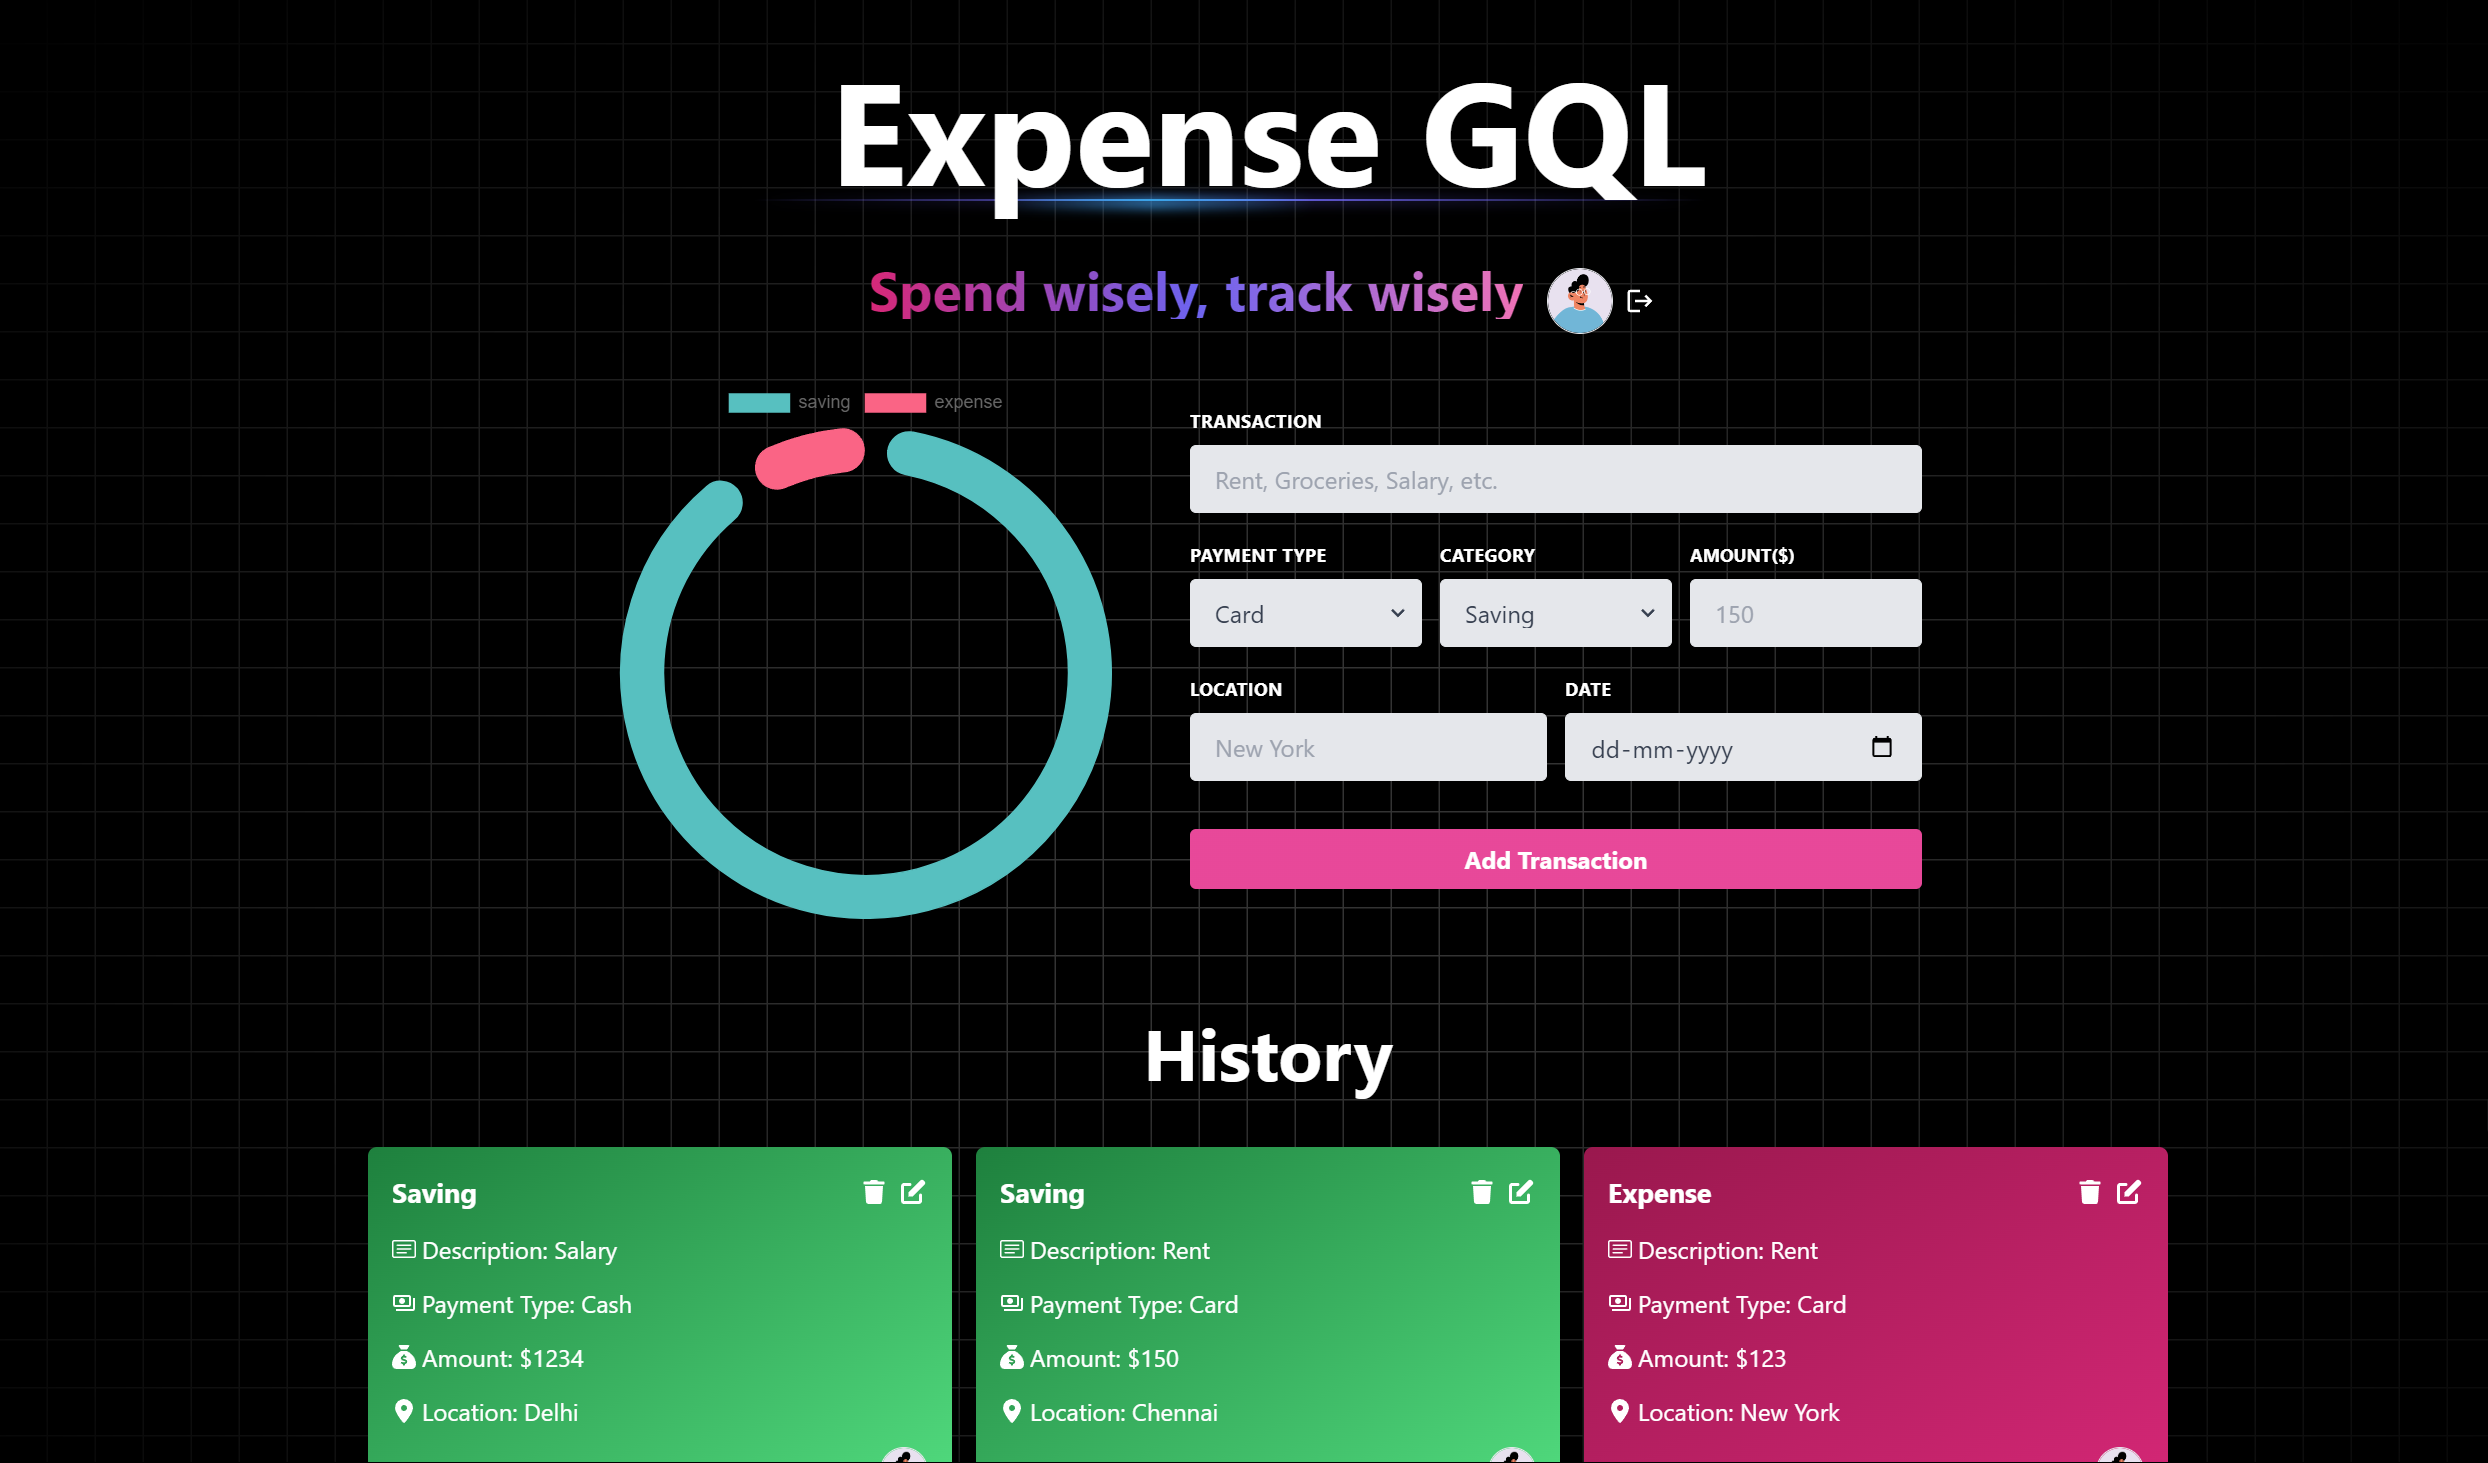 Expense GQL
Spend wisely, track wisely
saving expense
TRANSACTION
Rent, Groceries, Salary, etc.
PAYMENT TYPE CATEGORY AMOUNT($)
Card Saving 150
LOCATION DATE
New York dd-mm-yyyy
Add Transaction
History
Saving
Description: Salary
Payment Type: Cash
Amount: $1234
Location: Delhi
Saving
Description: Rent
Payment Type: Card
Amount: $150
Location: Chennai
Expense
Description: Rent
Payment Type: Card
Amount: $123
Location: New York